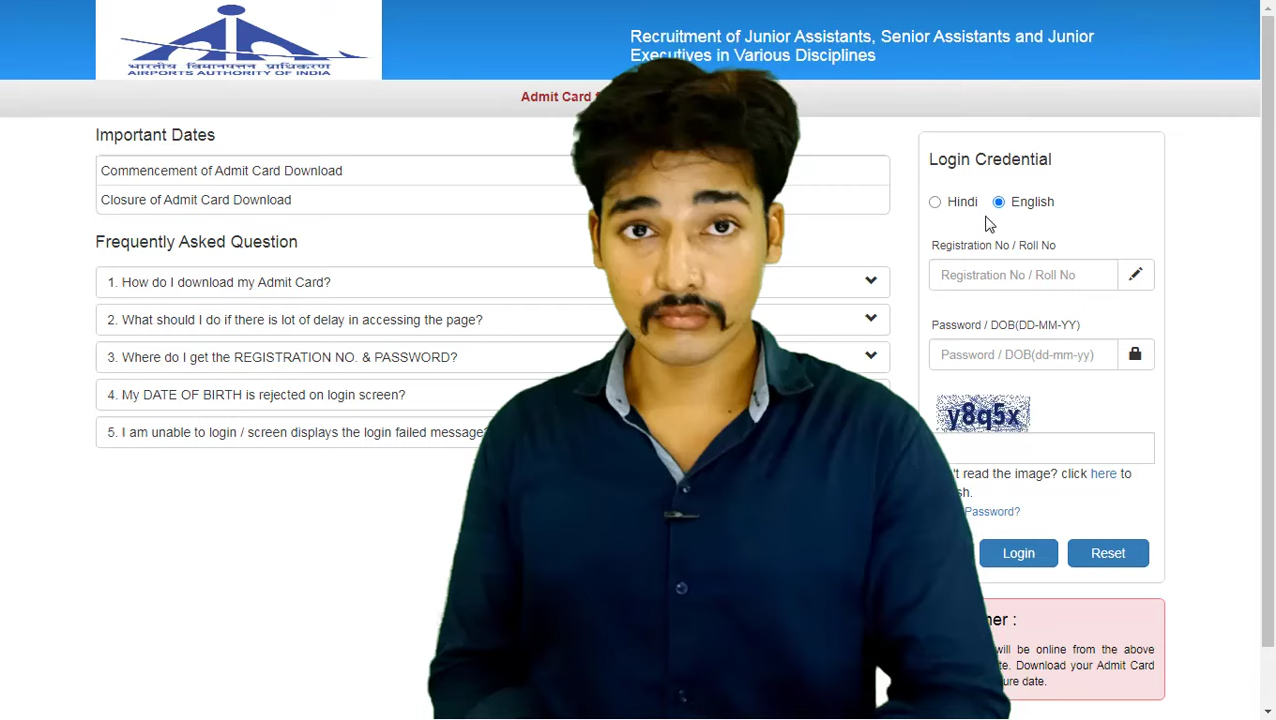 भारतीय विमानपत्तन प्राधिकरण
AIRPORTS AUTHORITY OF INDIA
Recruitment of Junior Assistants, Senior Assistants and Junior
Executives in Various Disciplines
Admit Card
Important Dates
Commencement of Admit Card Download
Closure of Admit Card Download
Frequently Asked Question
1. How do I download my Admit Card?
2. What should I do if there is lot of delay in accessing the page?
3. Where do I get the REGISTRATION NO. & PASSWORD?
4. My DATE OF BIRTH is rejected on login screen?
5. I am unable to login / screen displays the login failed message
Login Credential
Hindi English
Registration No / Roll No
Registration No / Roll No
Password / DOB(DD-MM-YY)
Password / DOB(dd-mm-yy)
y8q5x
't read the image? click here to
sh.
Password?
Login Reset
ner :
will be online from the above
te. Download your Admit Card
ure date.